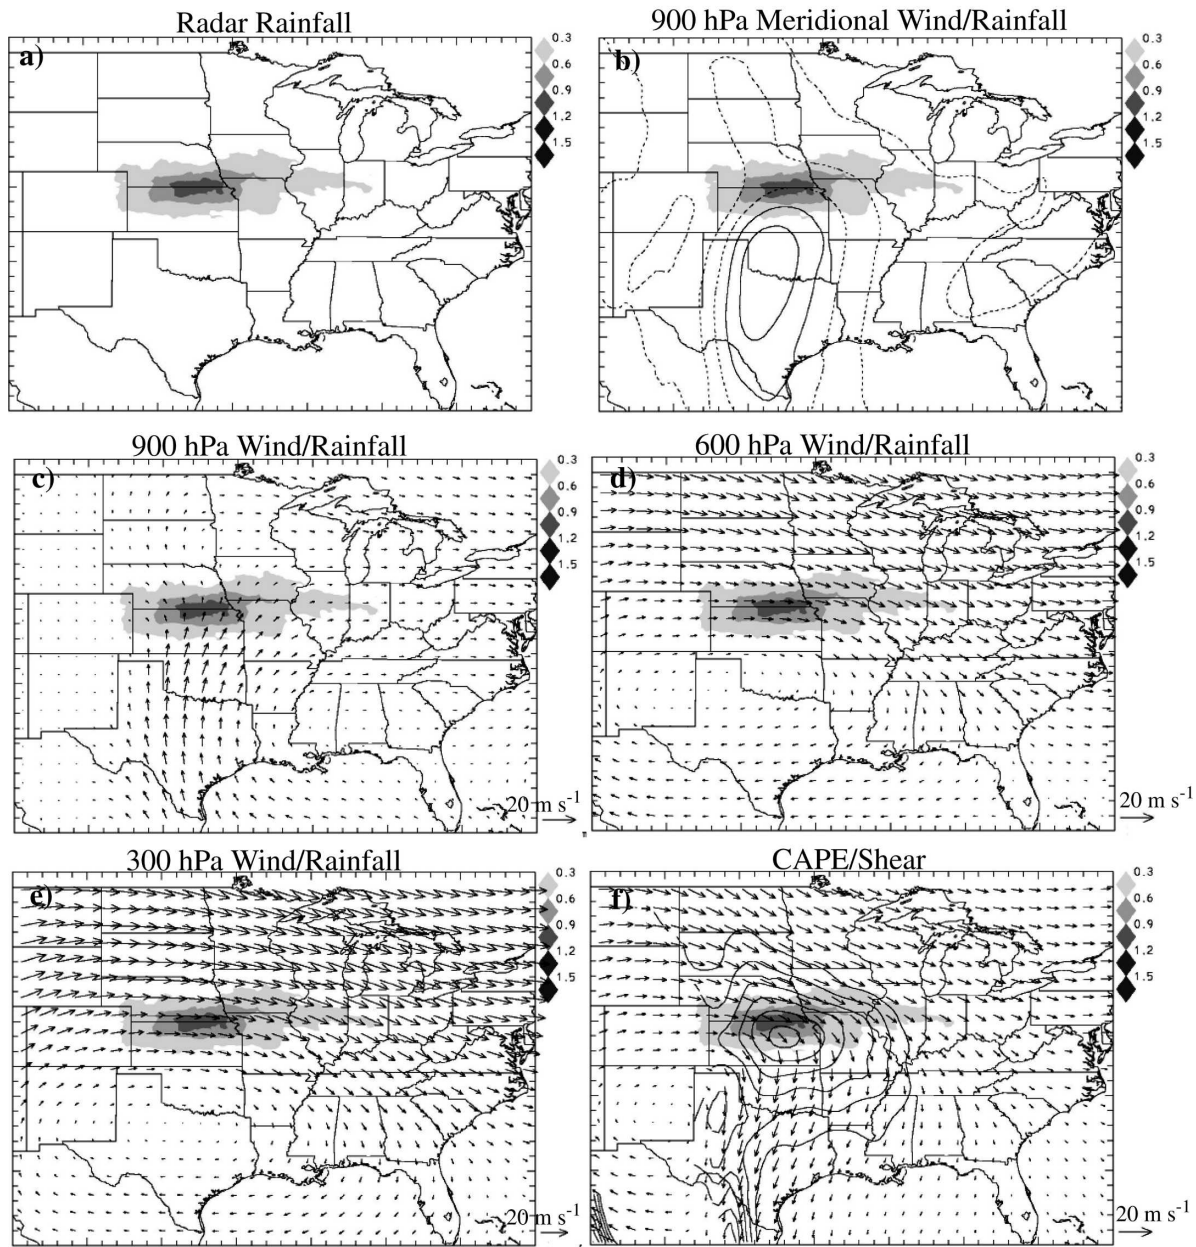 Radar Rainfall
a)
0.3
0.6
0.9
1.2
1.5
900 hPa Meridional Wind/Rainfall
b)
0.3
0.6
0.9
1.2
1.5
900 hPa Wind/Rainfall
c)
0.3
0.6
0.9
1.2
1.5
20 m s-1
600 hPa Wind/Rainfall
d)
0.3
0.6
0.9
1.2
1.5
20 m s-1
300 hPa Wind/Rainfall
e)
0.3
0.6
0.9
1.2
1.5
20 m s-1
CAPE/Shear
f)
0.3
0.6
0.9
1.2
1.5
20 m s-1